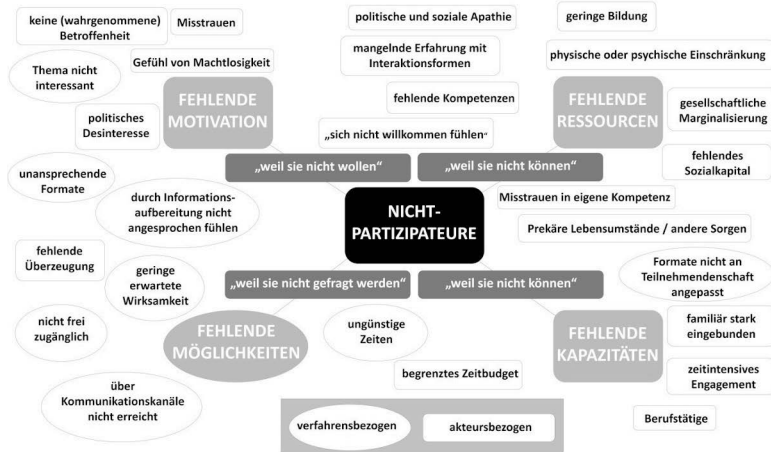 keine (wahrgenommene)
Betroffenheit
Misstrauen
politische und soziale Apathie
geringe Bildung
Thema nicht
interessant
Gefühl von Machtlosigkeit
mangelnde Erfahrung mit
Interaktionsformen
physische oder psychische Einschränkung
FEHLENDE
MOTIVATION
fehlende Kompetenzen
FEHLENDE
RESSOURCEN
gesellschaftliche
Marginalisierung
politisches
Desinteresse
„sich nicht willkommen fühlen“
fehlendes
Sozialkapital
unansprechende
Formate
„weil sie nicht wollen“
„weil sie nicht können“
durch Informations-
aufbereitung nicht
angesprochen fühlen
NICHT-
PARTIZIPATEURE
Misstrauen in eigene Kompetenz
Prekäre Lebensumstände / andere Sorgen
fehlende
Überzeugung
geringe
erwartete
Wirksamkeit
„weil sie nicht gefragt werden“
„weil sie nicht können“
Formate nicht an
Teilnehmendenschaft
angepasst
nicht frei
zugänglich
FEHLENDE
MÖGLICHKEITEN
ungünstige
Zeiten
FEHLENDE
KAPAZITÄTEN
familiär stark
eingebunden
begrenztes Zeitbudget
zeitintensives
Engagement
über
Kommunikationskanäle
nicht erreicht
verfahrensbezogen
akteursbezogen
Berufstätige